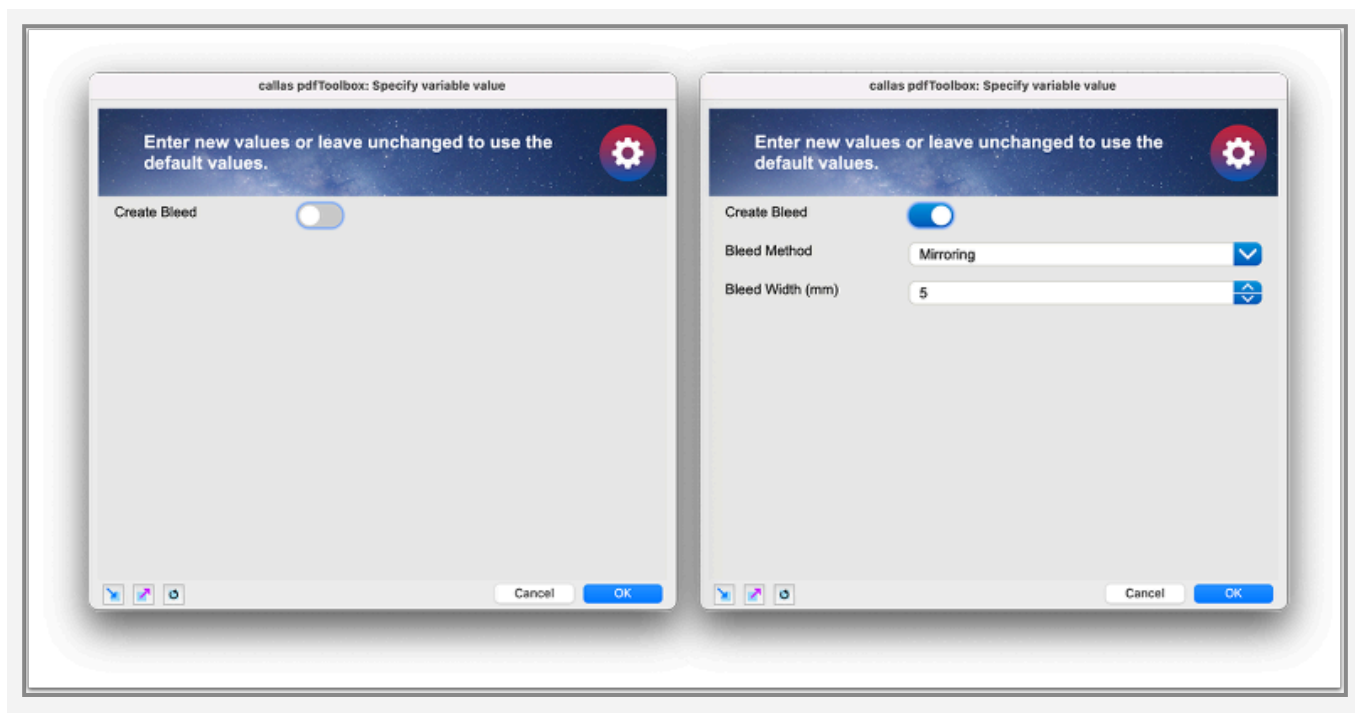 callas pdfToolbox: Specify variable value
Enter new values or leave unchanged to use the
default values.
Create Bleed
Cancel
OK
callas pdfToolbox: Specify variable value
Enter new values or leave unchanged to use the
default values.
Create Bleed
Bleed Method
Mirroring
Bleed Width (mm)
5
Cancel
OK